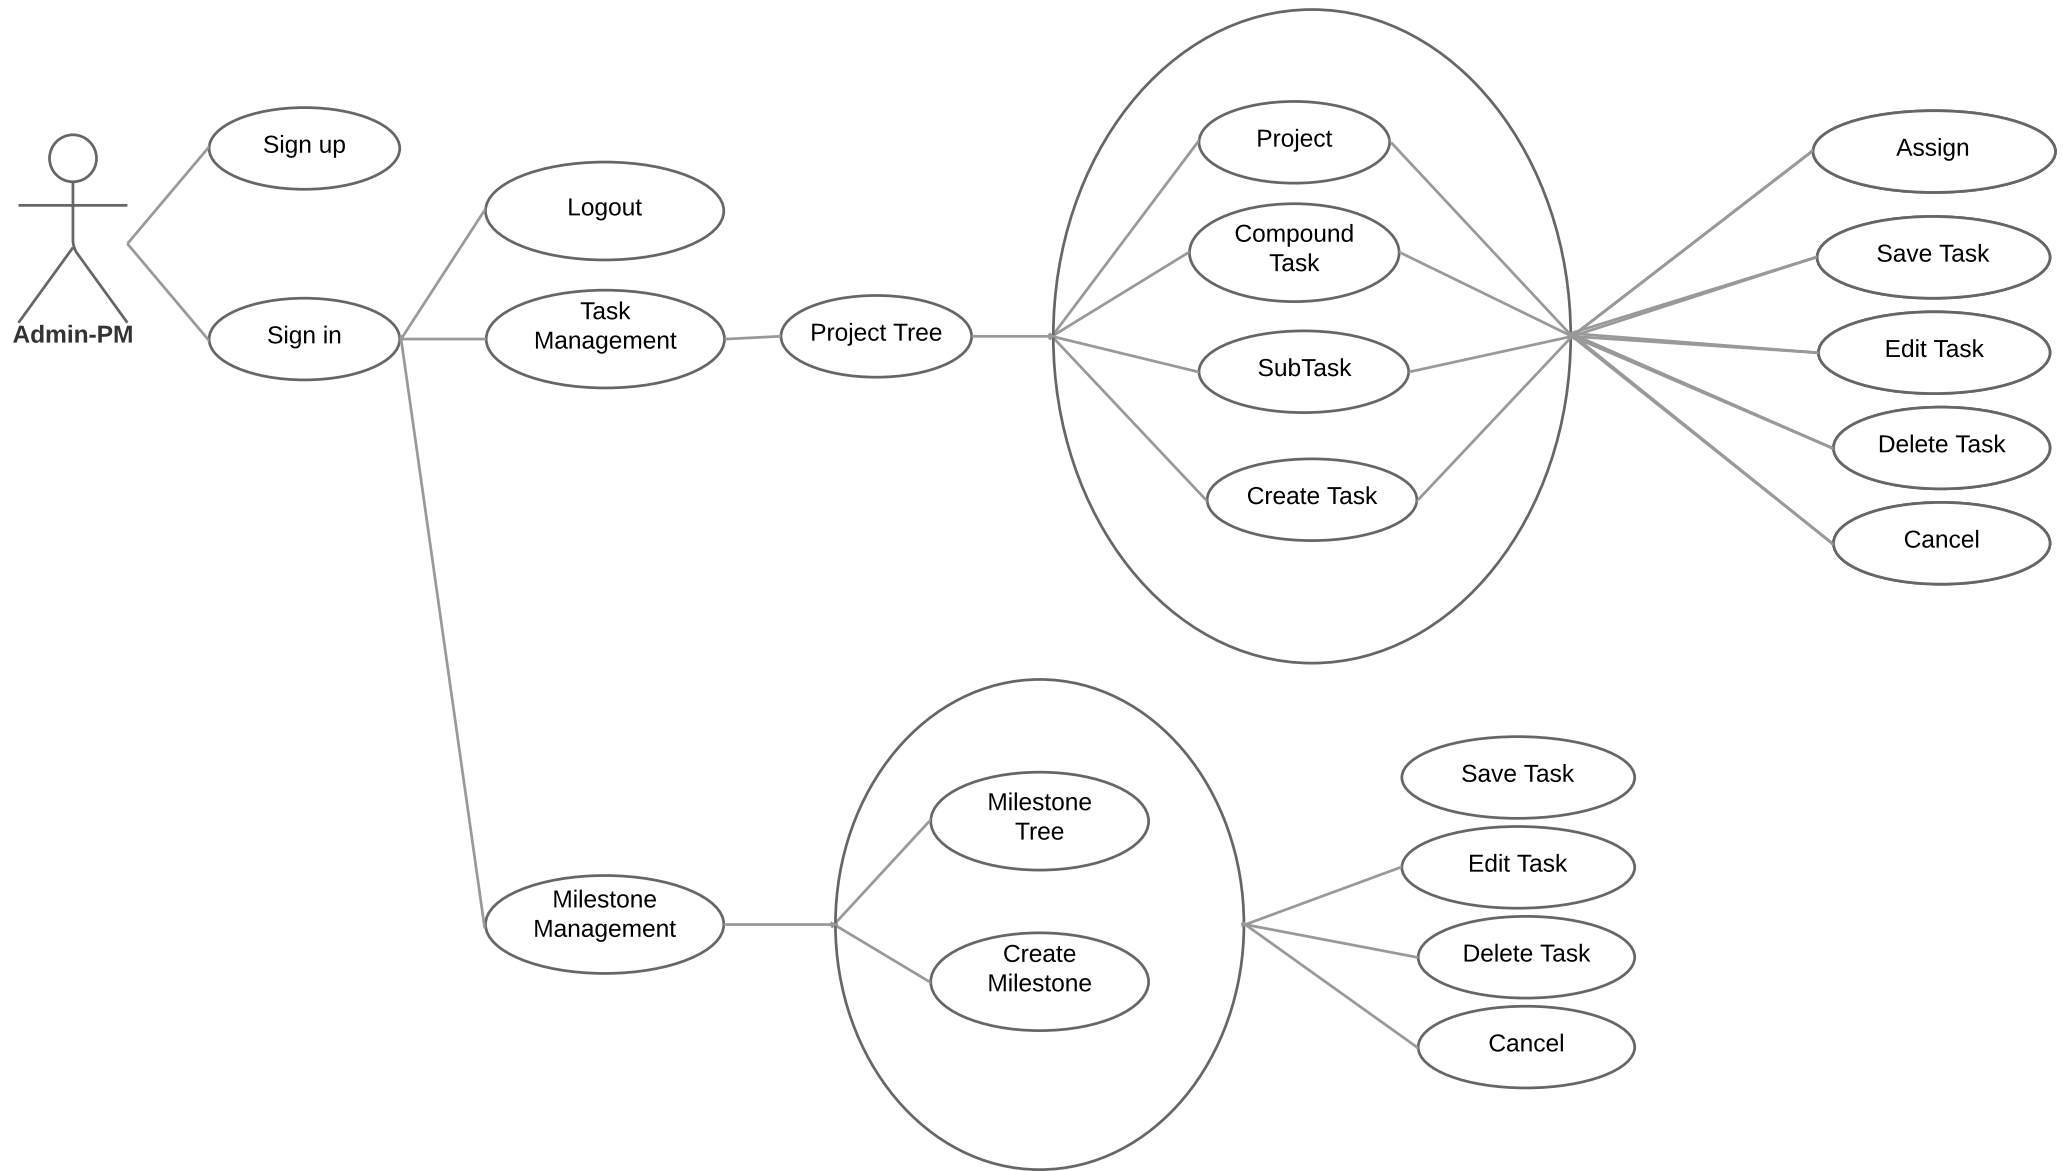 Admin-PM
Sign up
Sign in
Logout
Task
Management
Project Tree
Project
Compound
Task
SubTask
Create Task
Assign
Save Task
Edit Task
Delete Task
Cancel
Milestone
Management
Milestone
Tree
Create
Milestone
Save Task
Edit Task
Delete Task
Cancel